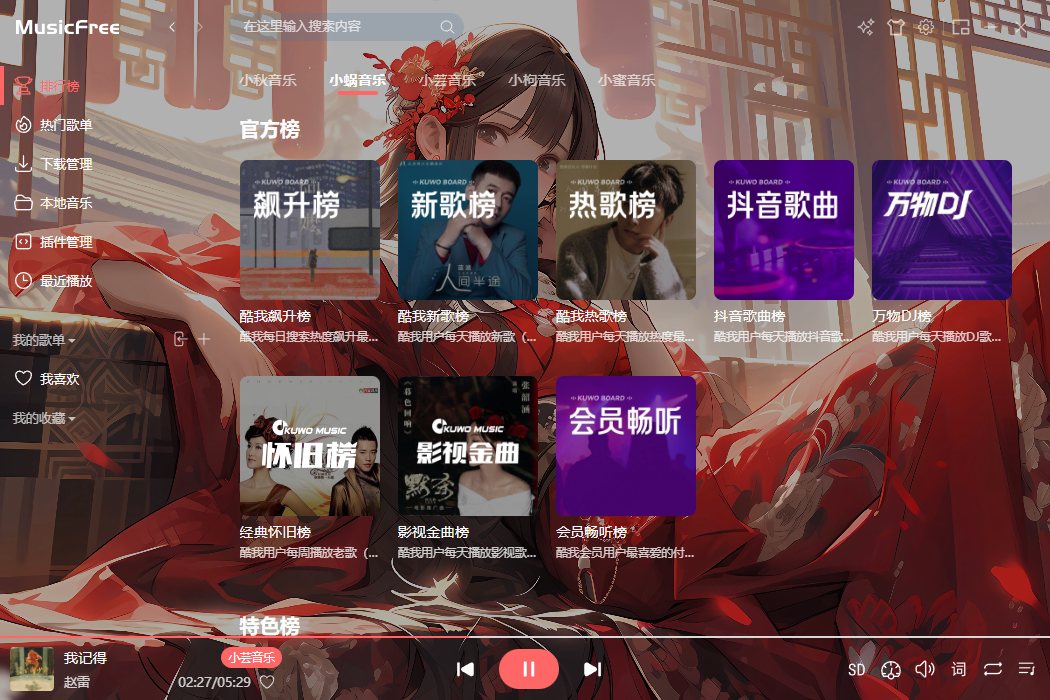 MusicFree
在这里输入搜索内容
排行榜
热门歌单
下载管理
本地音乐
插件管理
最近播放
我的歌单
我喜欢
我的收藏
小秋音乐 小蜗音乐 小芸音乐 小枸音乐 小蜜音乐
官方榜
KUWO BOARD
飙升榜
KUWO BOARD
新歌榜
人间半途
KUWO BOARD
热歌榜
KUWO BOARD
抖音歌曲
KUWO BOARD
万物DJ
酷我飙升榜
酷我每日搜索热度飙升最...
酷我新歌榜
酷我用户每天播放新歌（...
酷我热歌榜
酷我用户每天播放热度最...
抖音歌曲榜
酷我用户每天播放抖音歌...
万物DJ榜
酷我用户每天播放DJ歌...
KUWO MUSIC
怀旧榜
《暮色回响》
张韶涵
KUWO MUSIC
影视金曲
KUWO BOARD
会员畅听
经典怀旧榜
酷我用户每周播放老歌（...
影视金曲榜
酷我用户每天播放影视歌...
会员畅听榜
酷我会员用户最喜爱的付...
特色榜
我记得
赵雷
小芸音乐
02:27/05:29
SD
词